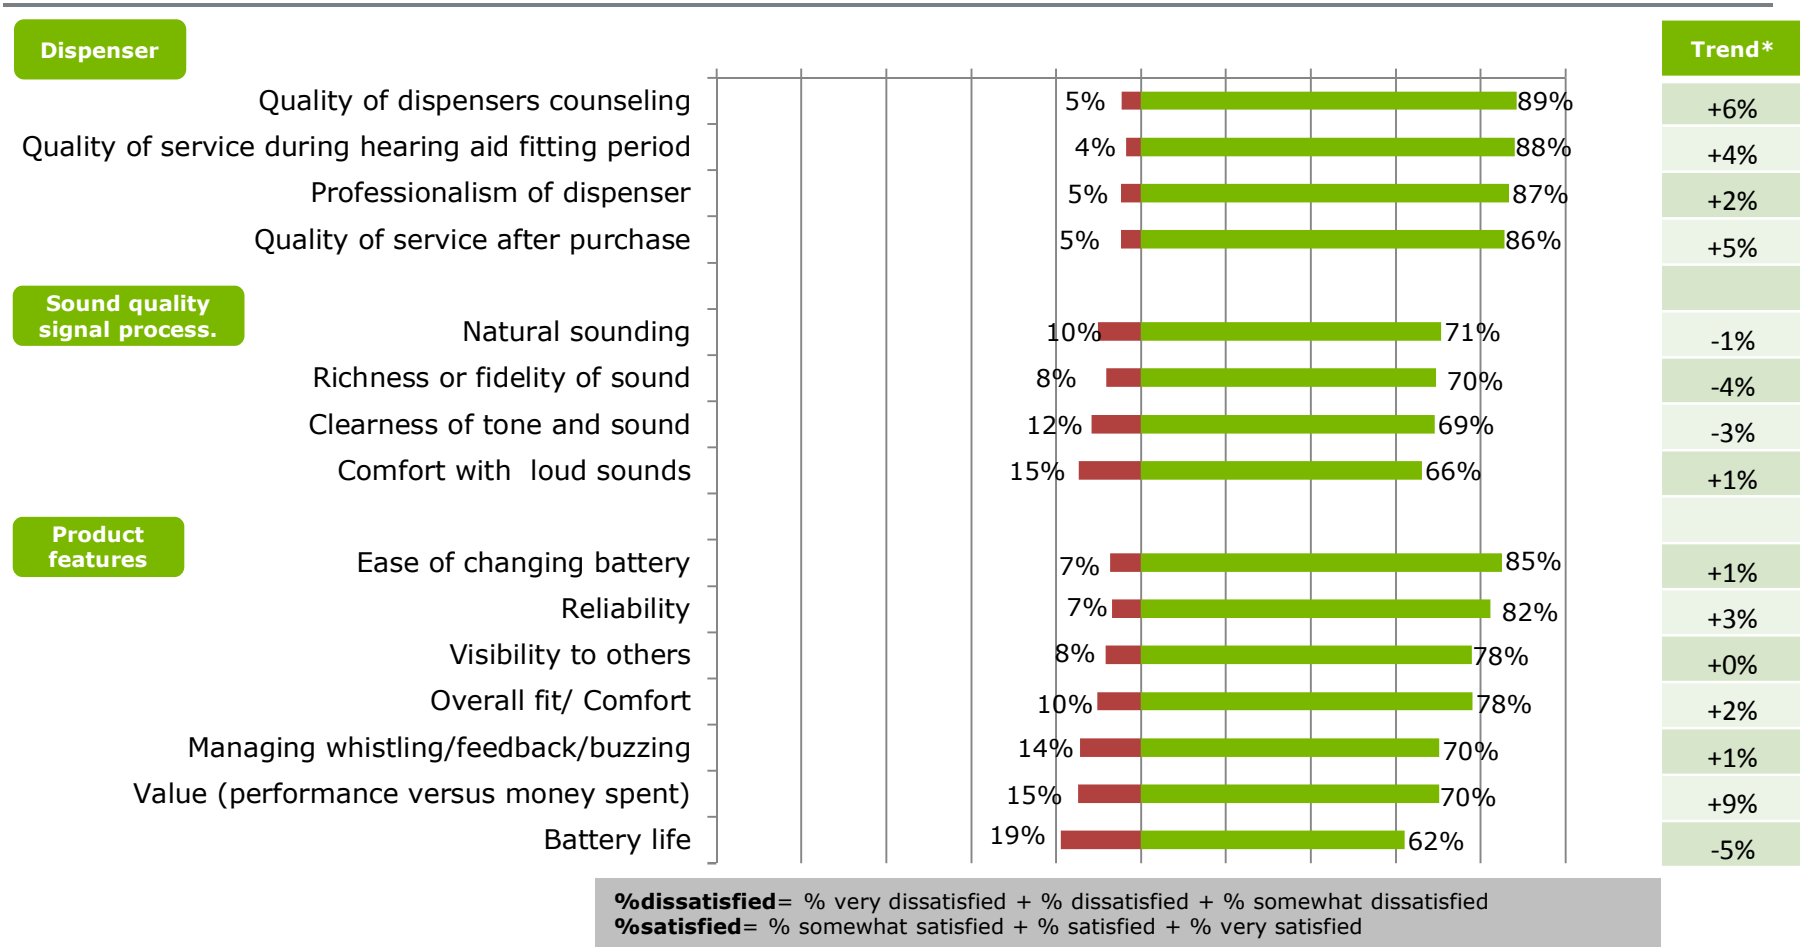 Dispenser
Trend*
Quality of dispensers counseling 5% 89% +6%
Quality of service during hearing aid fitting period 4% 88% +4%
Professionalism of dispenser 5% 87% +2%
Quality of service after purchase 5% 86% +5%
Sound quality
signal process.
Natural sounding 10% 71% -1%
Richness or fidelity of sound 8% 70% -4%
Clearness of tone and sound 12% 69% -3%
Comfort with  loud sounds 15% 66% +1%
Product
features
Ease of changing battery 7% 85% +1%
Reliability 7% 82% +3%
Visibility to others 8% 78% +0%
Overall fit/ Comfort 10% 78% +2%
Managing whistling/feedback/buzzing 14% 70% +1%
Value (performance versus money spent) 15% 70% +9%
Battery life 19% 62% -5%
%dissatisfied= % very dissatisfied + % dissatisfied + % somewhat dissatisfied
%satisfied= % somewhat satisfied + % satisfied + % very satisfied